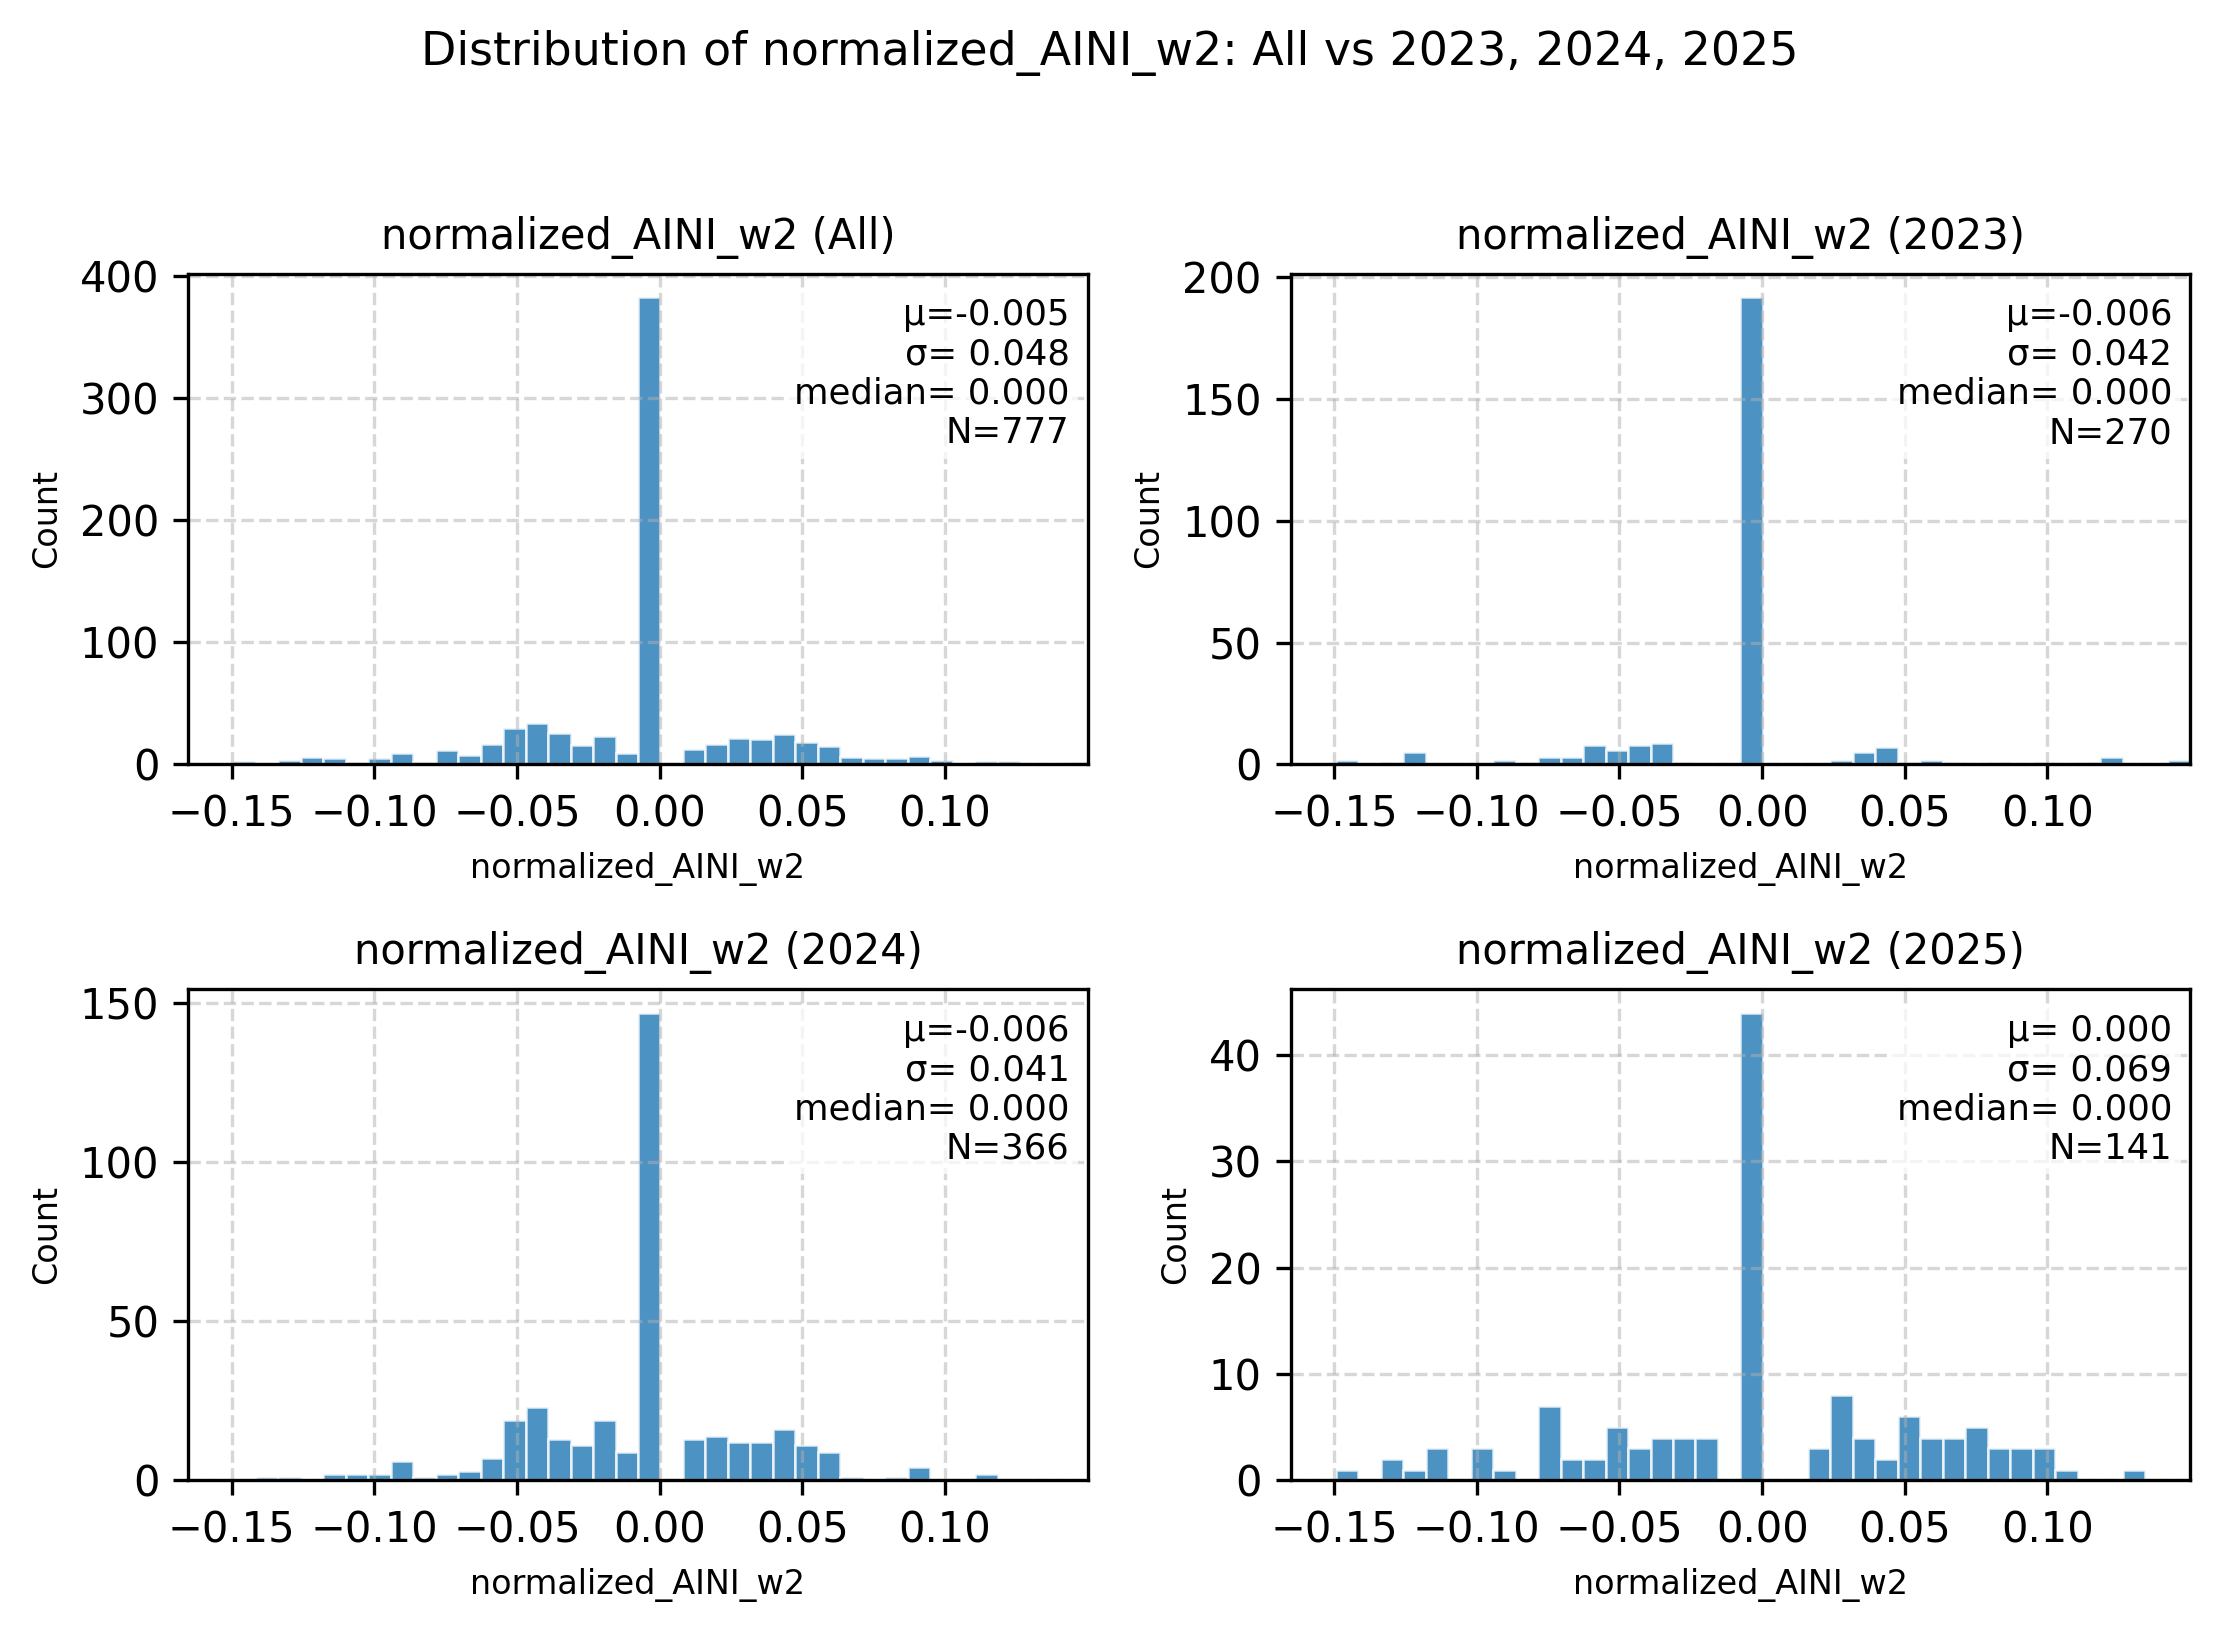 Distribution of normalized_AINI_w2: All vs 2023, 2024, 2025
normalized_AINI_w2 (All)
400
300
200
100
0
Count
μ=-0.005
σ= 0.048
median= 0.000
N=777
−0.15 −0.10 −0.05 0.00 0.05 0.10
normalized_AINI_w2
normalized_AINI_w2 (2023)
200
150
100
50
0
Count
μ=-0.006
σ= 0.042
median= 0.000
N=270
−0.15 −0.10 −0.05 0.00 0.05 0.10
normalized_AINI_w2
normalized_AINI_w2 (2024)
150
100
50
0
Count
μ=-0.006
σ= 0.041
median= 0.000
N=366
−0.15 −0.10 −0.05 0.00 0.05 0.10
normalized_AINI_w2
normalized_AINI_w2 (2025)
40
30
20
10
0
Count
μ= 0.000
σ= 0.069
median= 0.000
N=141
−0.15 −0.10 −0.05 0.00 0.05 0.10
normalized_AINI_w2